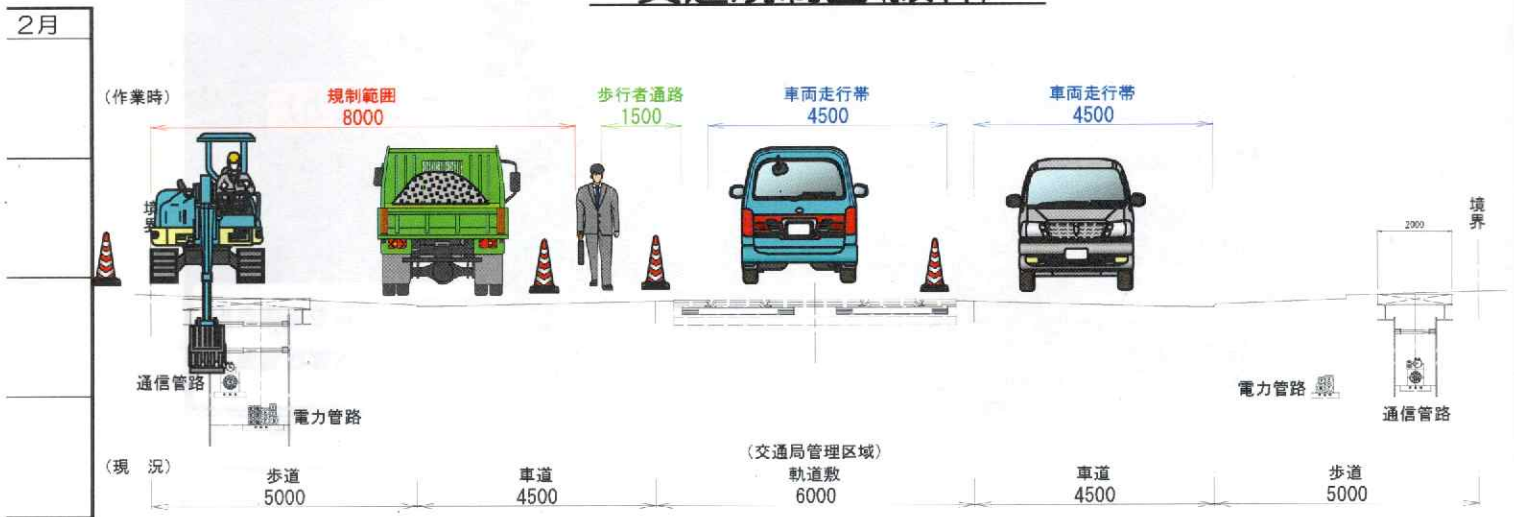 2月
(作業時)
規制範囲
8000
歩行者通路
1500
車両走行帯
4500
車両走行帯
4500
境界
境界
2000
通信管路
電力管路
電力管路
通信管路
(現 況)
(交通局管理区域)
歩道
5000
車道
4500
軌道敷
6000
車道
4500
歩道
5000